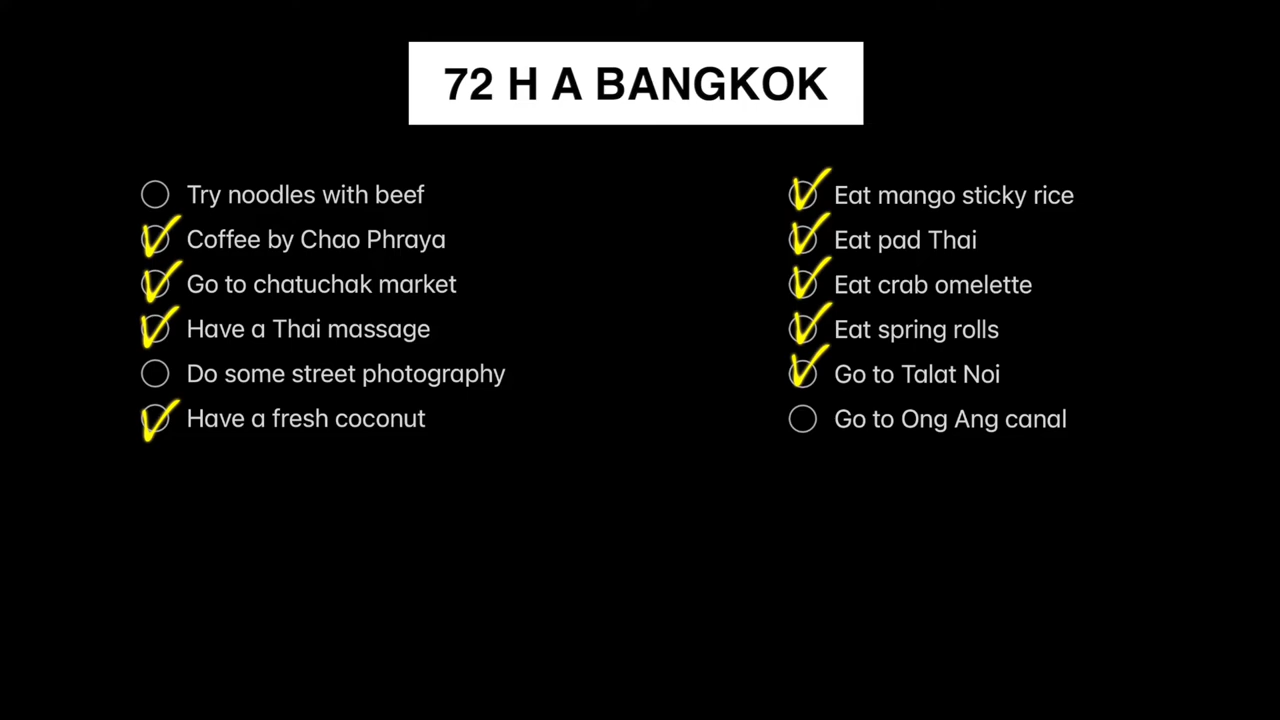 72 H A BANGKOK
Try noodles with beef
Coffee by Chao Phraya
Go to chatuchak market
Have a Thai massage
Do some street photography
Have a fresh coconut
Eat mango sticky rice
Eat pad Thai
Eat crab omelette
Eat spring rolls
Go to Talat Noi
Go to Ong Ang canal